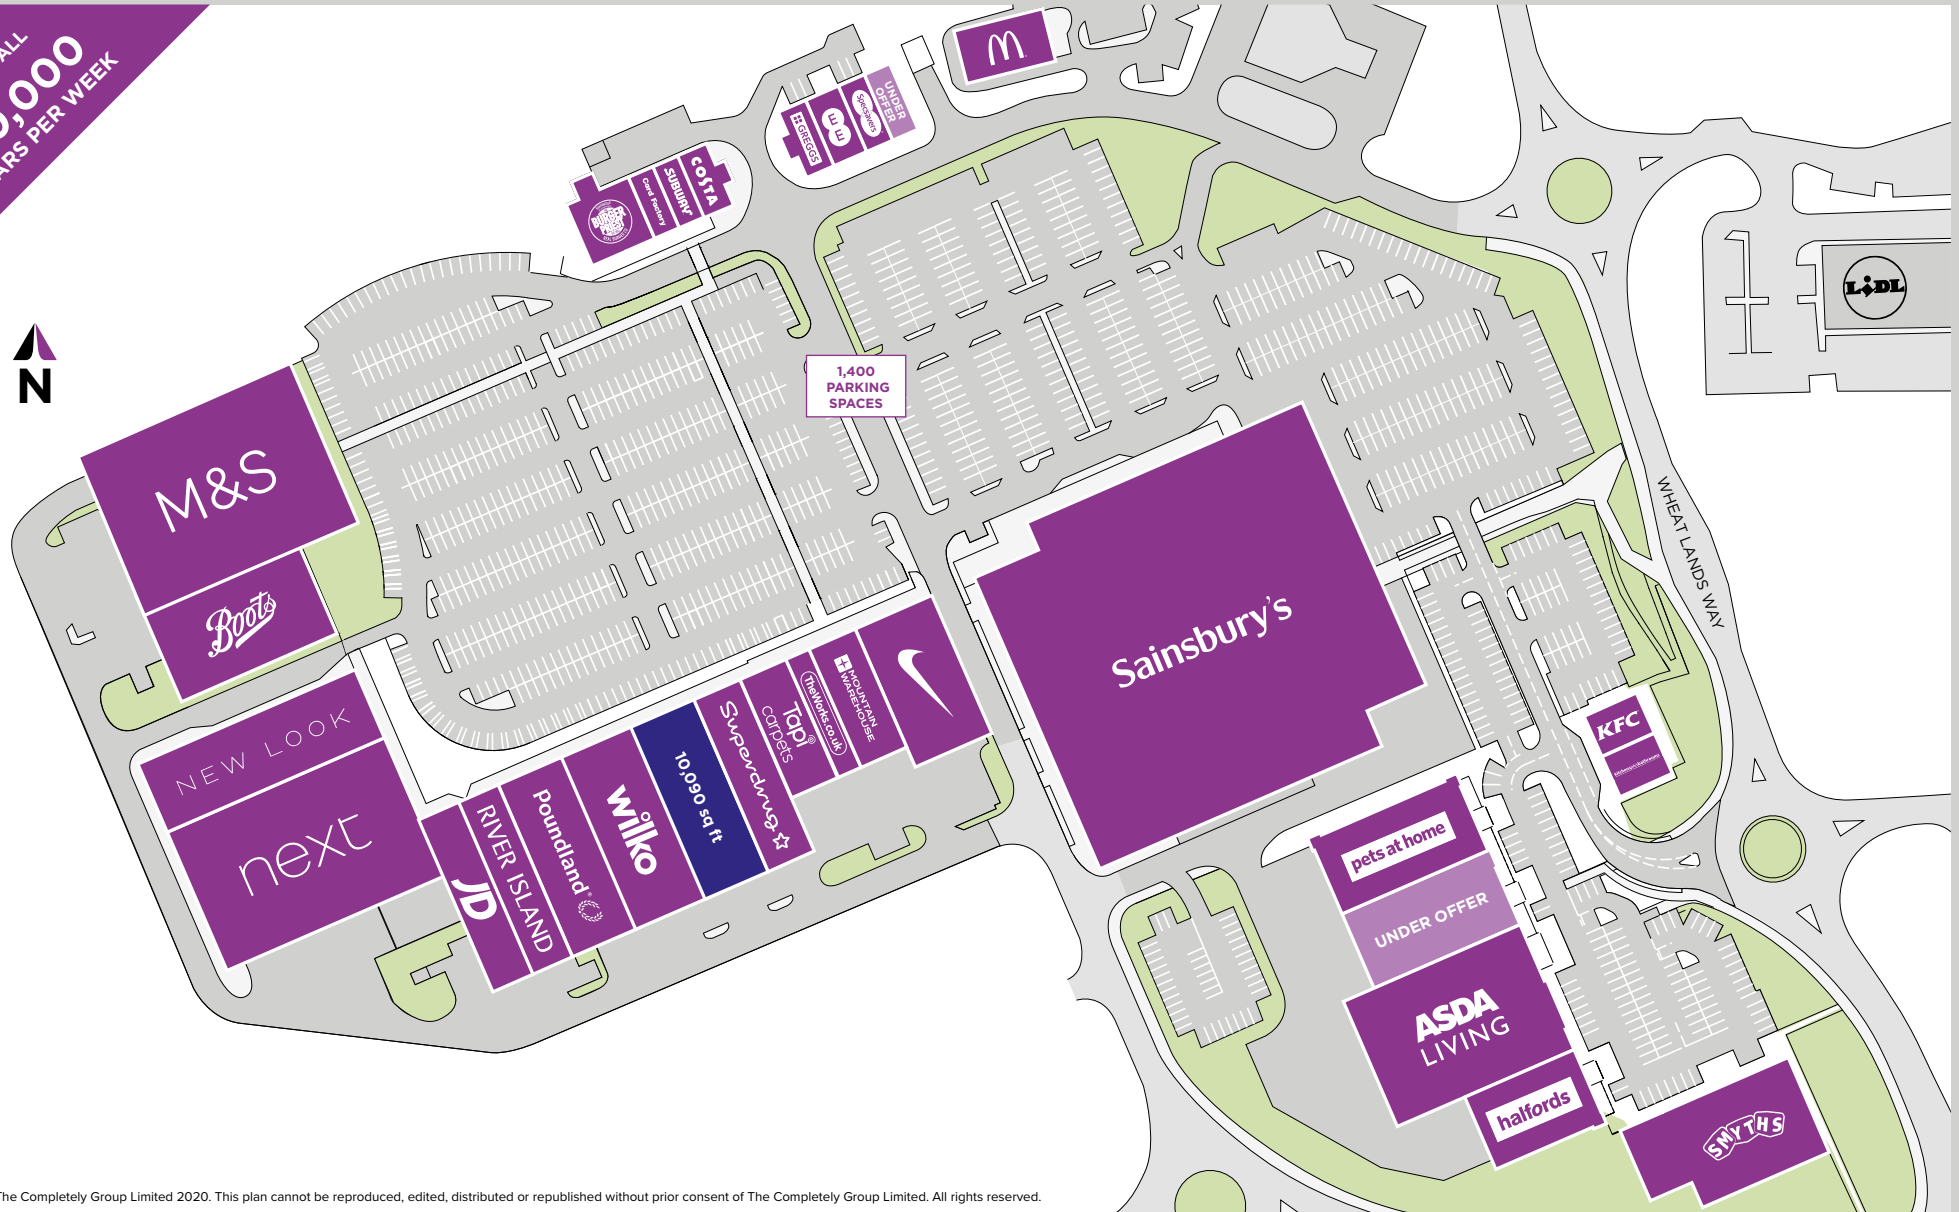 ALL
0,000
ARS PER WEEK
N
M
GREGGS
EE
Specsavers
UNDER
OFFER
Card Factory
SUBWAY
COSTA
LIDL
1,400
PARKING
SPACES
M&S
Boots
WHEAT LANDS WAY
Sainsbury's
NEW LOOK
next
JD
RIVER ISLAND
Poundland
wilko
10,090 sq ft
Superdrug
Tapi
carpets
TheWorks.co.uk
MOUNTAIN
WAREHOUSE
KFC
pets at home
UNDER OFFER
ASDA
LIVING
halfords
SMYTHS
The Completely Group Limited 2020. This plan cannot be reproduced, edited, distributed or republished without prior consent of The Completely Group Limited. All rights reserved.